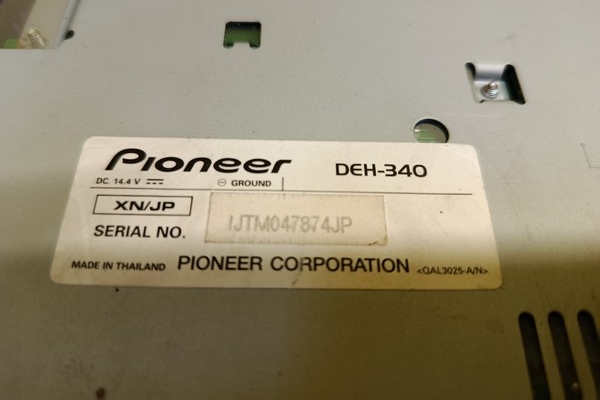 Pioneer DEH-340
DC. 14.4 V ⎓ ⊖ GROUND
XN/JP
SERIAL NO. IJTM047874JP
MADE IN THAILAND PIONEER CORPORATION <QAL3025-A/N>